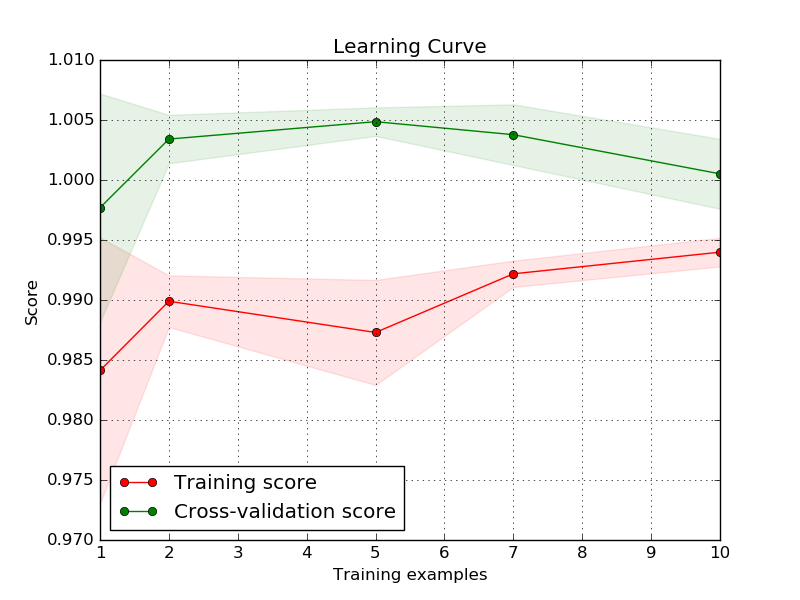 Learning Curve
1.010
1.005
1.000
0.995
0.990
0.985
0.980
0.975
0.970
Score
Training score
Cross-validation score
1 2 3 4 5 6 7 8 9 10
Training examples